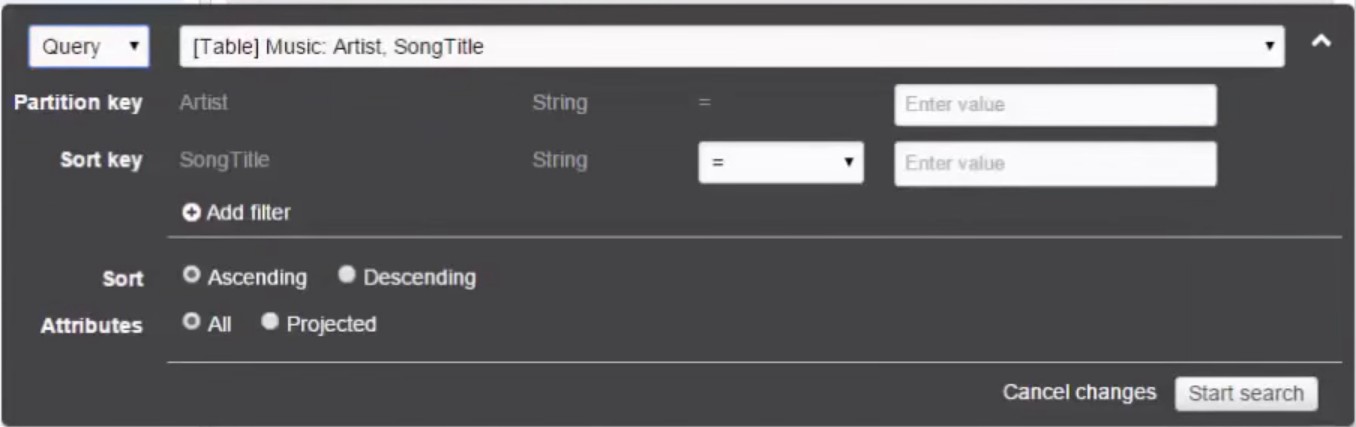 Query [Table] Music: Artist, SongTitle
Partition key Artist String = Enter value
Sort key SongTitle String = Enter value
Add filter
Sort Ascending Descending
Attributes All Projected
Cancel changes Start search